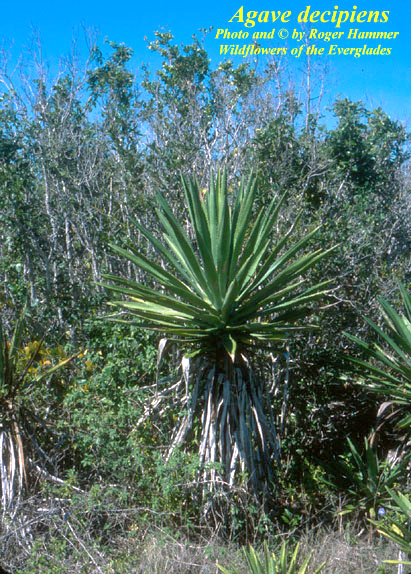 Agave decipiens
Photo and © by Roger Hammer
Wildflowers of the Everglades